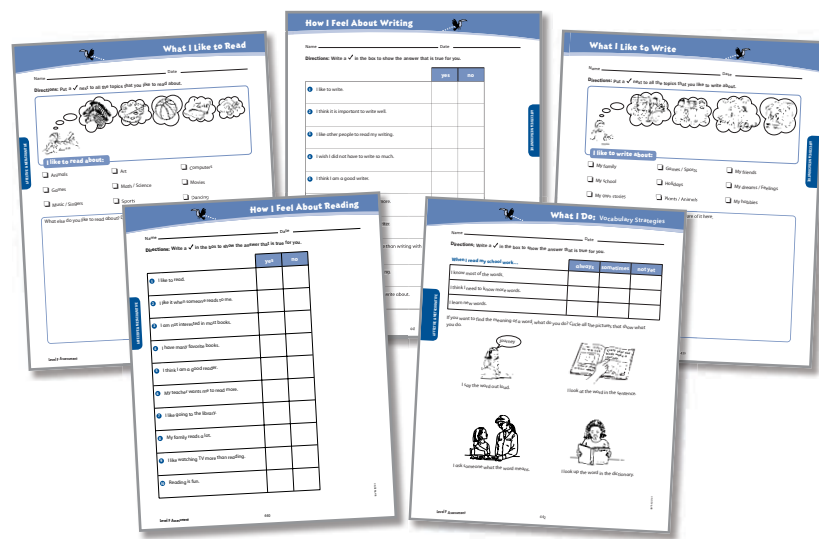 What I Like to Read
Name Date
Directions: Put a ✓ next to all the topics that you like to read about.
I like to read about:
Animals
Art
Computers
Games
Math / Science
Movies
Music / Singers
Sports
Dancing
What else do you like to read about?
Level F Assessment
How I Feel About Writing
Name Date
Directions: Write a ✓ in the box to show the answer that is true for you.
yes no
1 I like to write.
2 I think it is important to write well.
3 I like other people to read my writing.
4 I wish I did not have to write so much.
5 I think I am a good writer.
than writing with
write about.
What I Like to Write
Name Date
Directions: Put a ✓ next to all the topics that you like to write about.
I like to write about:
My family
Games / Sports
My friends
My school
Holidays
My dreams / Feelings
My own stories
Plants / Animals
My hobbies
of it here.
How I Feel About Reading
Name Date
Directions: Write a ✓ in the box to show the answer that is true for you.
yes no
1 I like to read.
2 I like it when someone reads to me.
3 I am not interested in most books.
4 I have many favorite books.
5 I think I am a good reader.
6 My teacher wants me to read more.
7 I like going to the library.
8 My family reads a lot.
9 I like watching TV more than reading.
10 Reading is fun.
Level F Assessment
What I Do: Vocabulary Strategies
Name Date
Directions: Write a ✓ in the box to show the answer that is true for you.
When I read my school work...
always sometimes not yet
I know most of the words.
I think I need to know more words.
I learn new words.
If you want to find the meaning of a word, what do you do? Circle all the pictures that show what
you do.
journey
I say the word out loud.
I look at the word in the sentence.
I ask someone what the word means.
I look up the word in the dictionary.
Level F Assessment